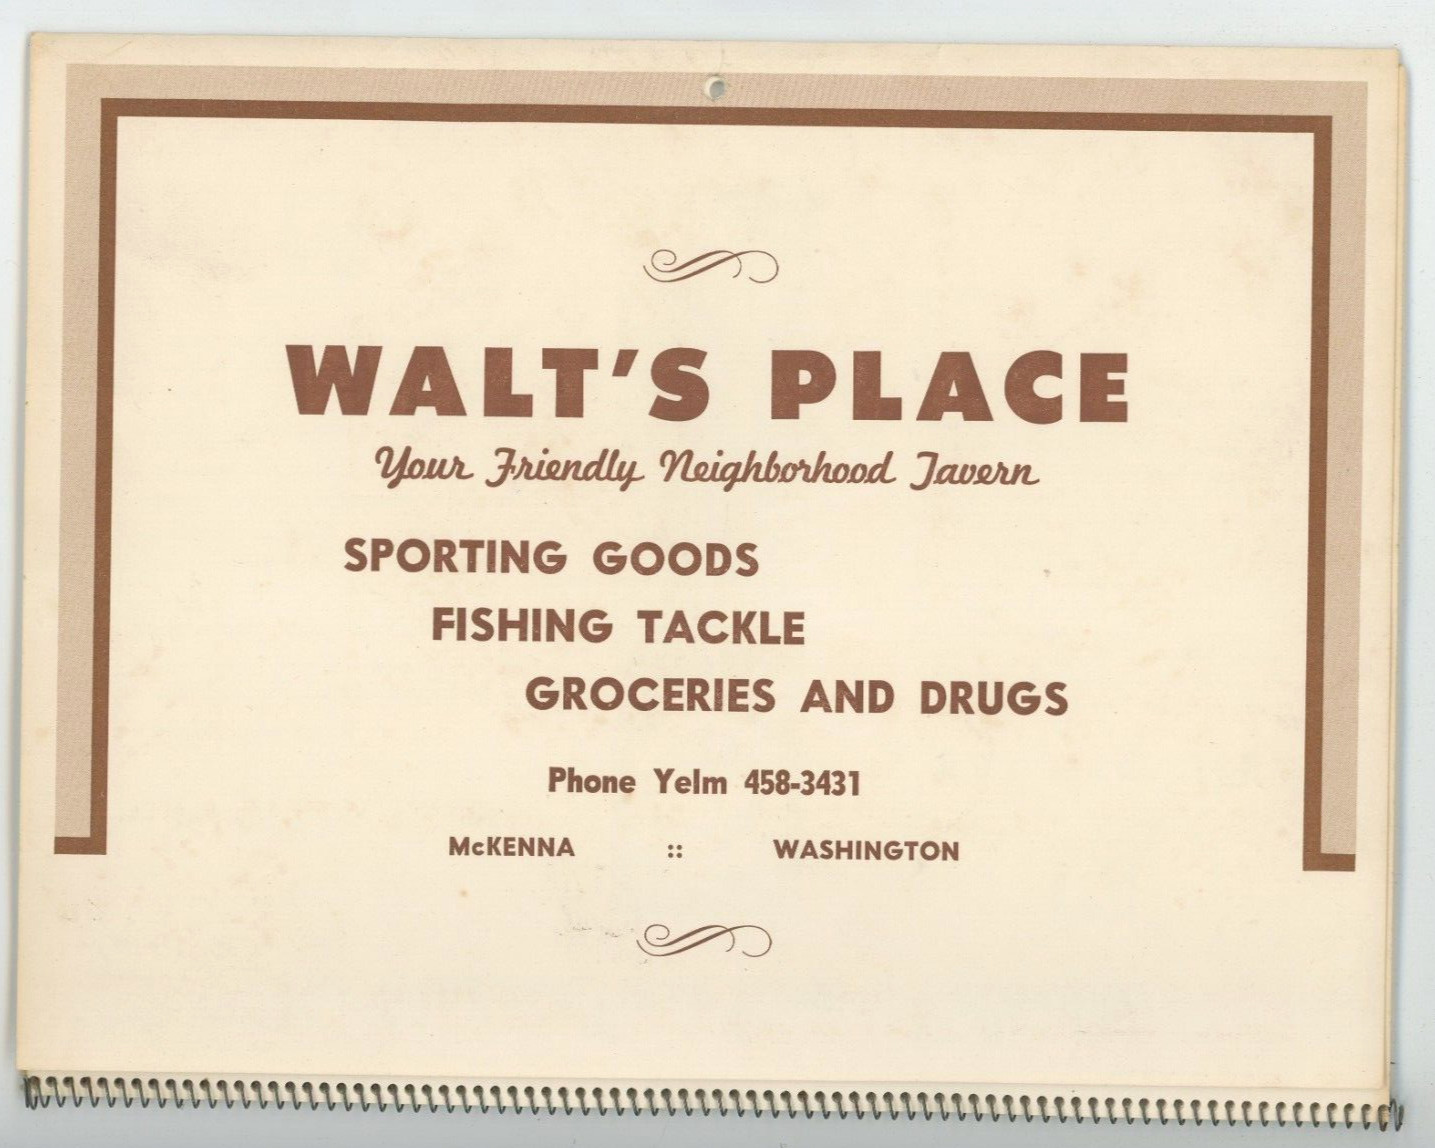 WALT'S PLACE
Your Friendly Neighborhood Tavern
SPORTING GOODS
FISHING TACKLE
GROCERIES AND DRUGS
Phone Yelm 458-3431
McKENNA :: WASHINGTON